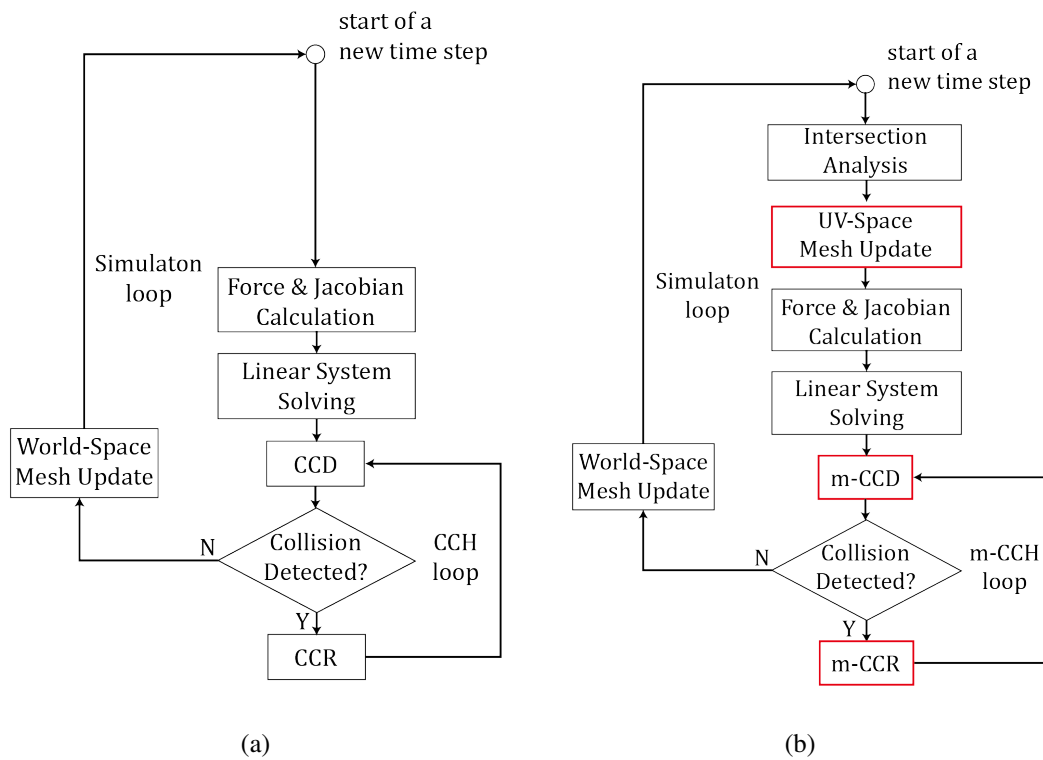 start of a
new time step
Simulaton
loop
Force & Jacobian
Calculation
Linear System
Solving
World-Space
Mesh Update
CCD
N
Collision
Detected?
CCH
loop
Y
CCR
(a)
start of a
new time step
Intersection
Analysis
UV-Space
Mesh Update
Simulaton
loop
Force & Jacobian
Calculation
Linear System
Solving
World-Space
Mesh Update
m-CCD
N
Collision
Detected?
m-CCH
loop
Y
m-CCR
(b)